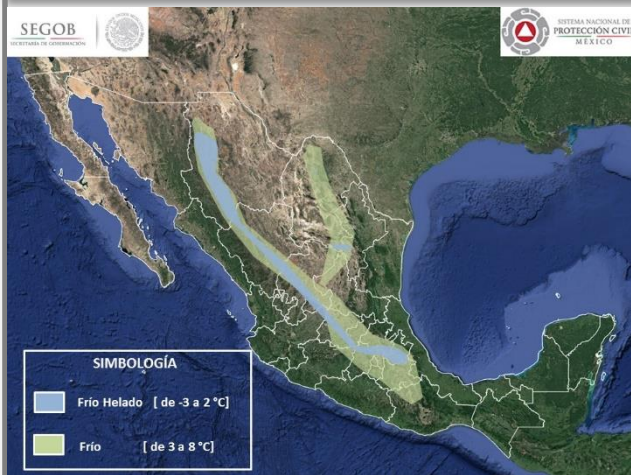 SEGOB
SECRETARÍA DE GOBERNACIÓN
SISTEMA NACIONAL DE
PROTECCIÓN CIVIL
MÉXICO
SIMBOLOGÍA
Frío Helado [ de -3 a 2 °C]
Frío [ de 3 a 8 °C]